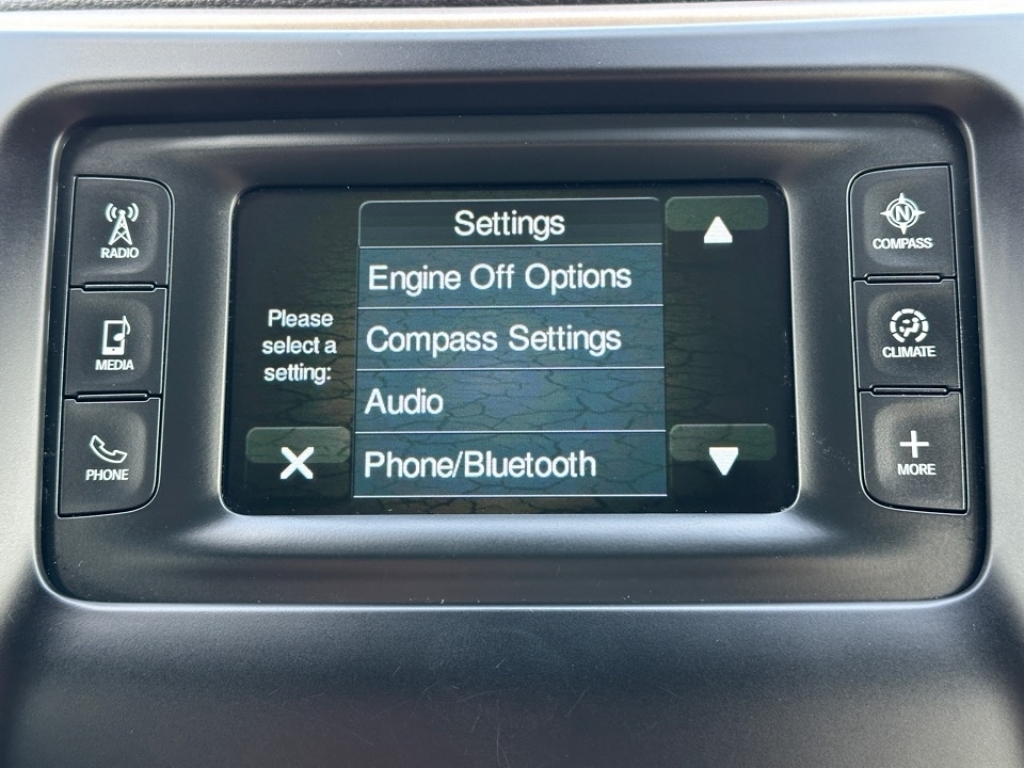 RADIO
MEDIA
PHONE
Settings
Engine Off Options
Compass Settings
Audio
Phone/Bluetooth
Please
select a
setting:
N
COMPASS
CLIMATE
MORE